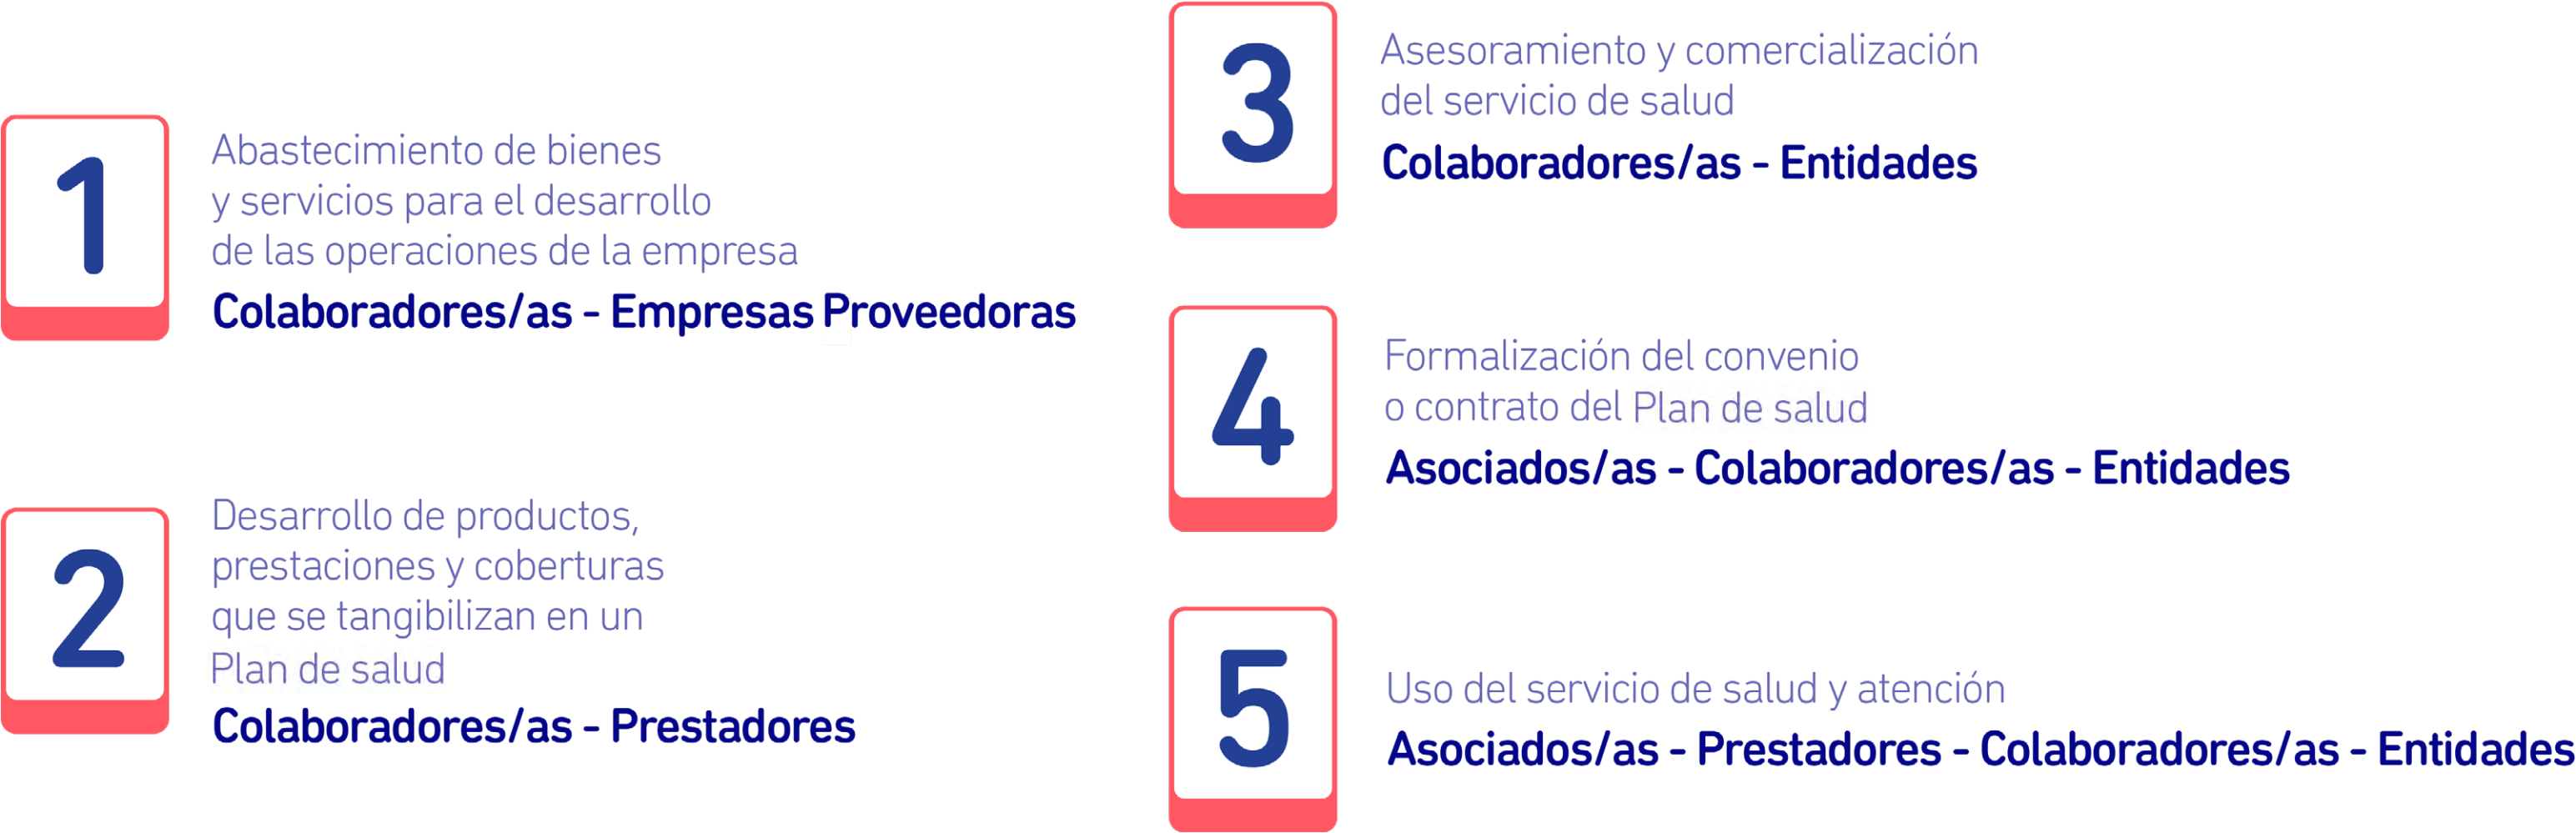 1
Abastecimiento de bienes
y servicios para el desarrollo
de las operaciones de la empresa
Colaboradores/as - Empresas Proveedoras
2
Desarrollo de productos,
prestaciones y coberturas
que se tangibilizan en un
Plan de salud
Colaboradores/as - Prestadores
3
Asesoramiento y comercialización
del servicio de salud
Colaboradores/as - Entidades
4
Formalización del convenio
o contrato del Plan de salud
Asociados/as - Colaboradores/as - Entidades
5
Uso del servicio de salud y atención
Asociados/as - Prestadores - Colaboradores/as - Entidades